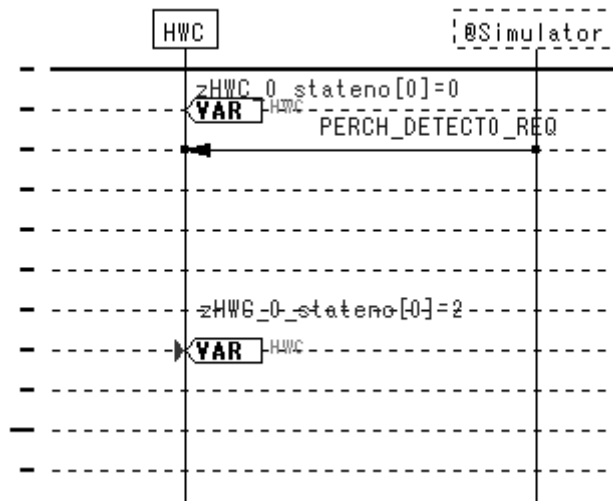 HWC
@Simulator
zHWC_0_stateno[0]=0
VAR HWC
PERCH_DETECT0_REQ
zHWC_0_stateno[0]=2
VAR HWC